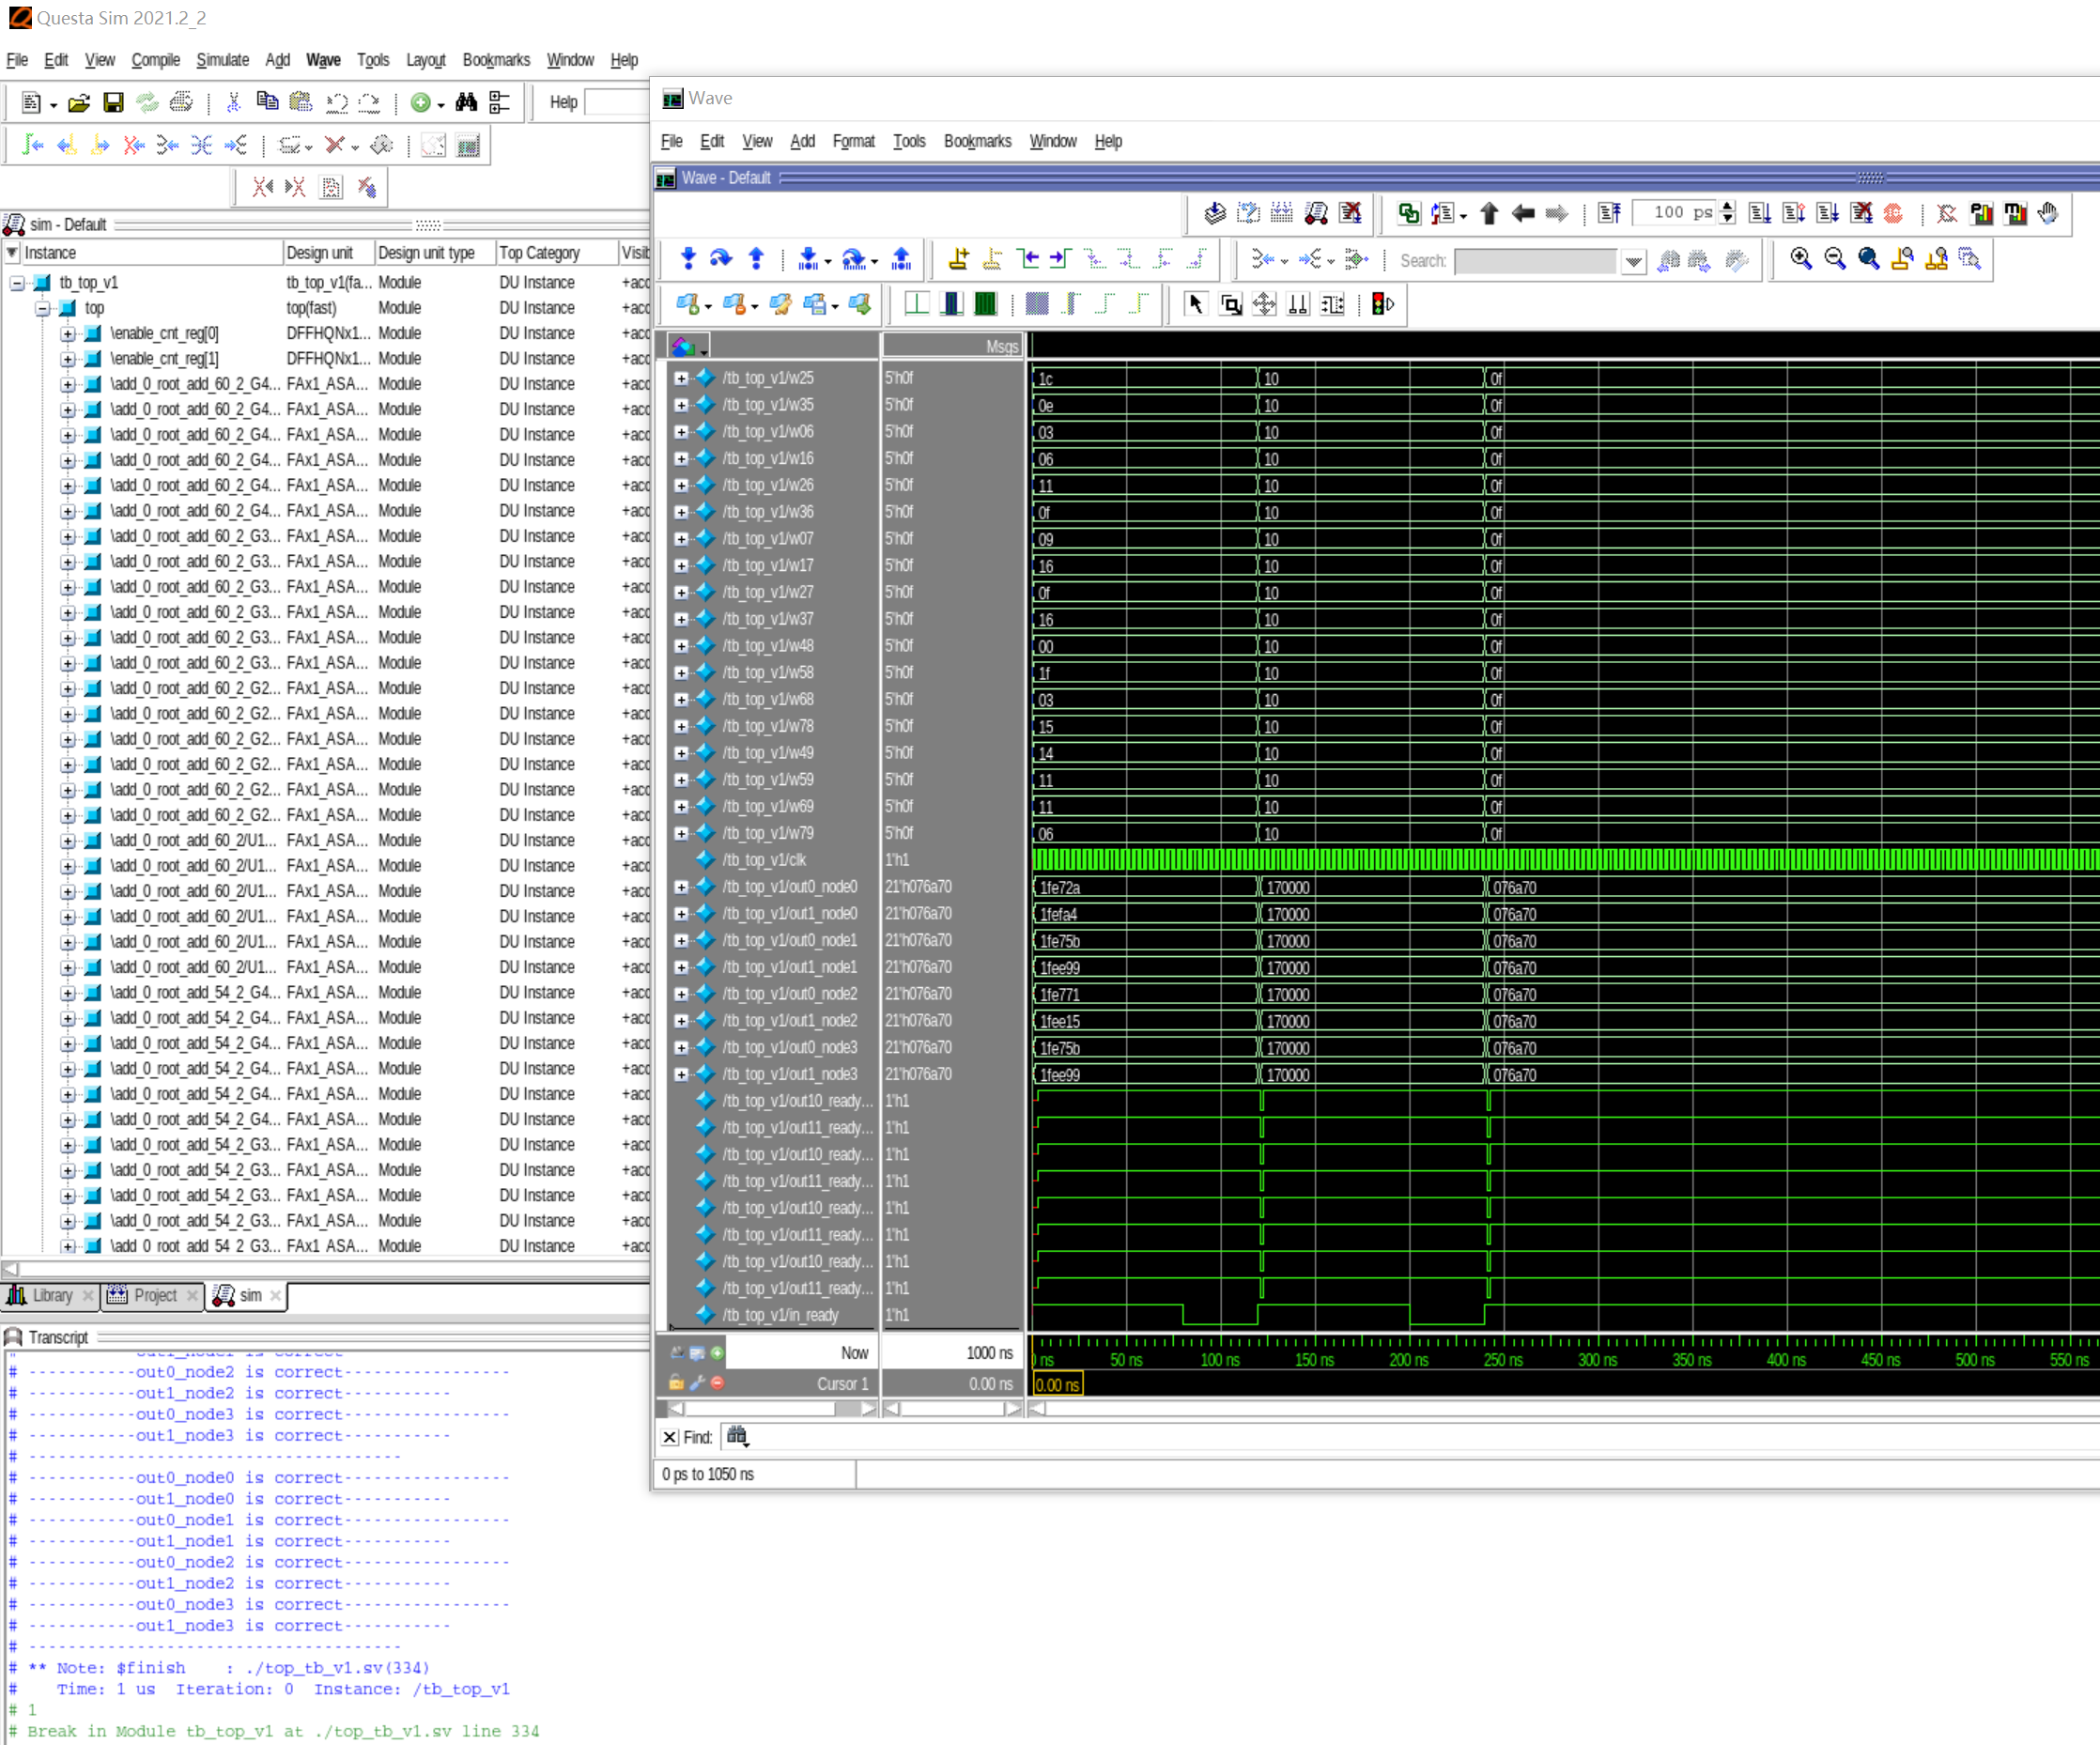 Questa Sim 2021.2_2
File Edit View Compile Simulate Add Wave Tools Layout Bookmarks Window Help
Help
sim - Default
Instance Design unit Design unit type Top Category Visib
tb_top_v1 tb_top_v1(fa... Module DU Instance +acc
top top(fast) Module DU Instance +acc
\enable_cnt_reg[0] DFFHQNx1... Module DU Instance +acc
\enable_cnt_reg[1] DFFHQNx1... Module DU Instance +acc
\add_0_root_add_60_2_G4... FAx1_ASA... Module DU Instance +acc
\add_0_root_add_60_2_G4... FAx1_ASA... Module DU Instance +acc
\add_0_root_add_60_2_G4... FAx1_ASA... Module DU Instance +acc
\add_0_root_add_60_2_G4... FAx1_ASA... Module DU Instance +acc
\add_0_root_add_60_2_G4... FAx1_ASA... Module DU Instance +acc
\add_0_root_add_60_2_G4... FAx1_ASA... Module DU Instance +acc
\add_0_root_add_60_2_G3... FAx1_ASA... Module DU Instance +acc
\add_0_root_add_60_2_G3... FAx1_ASA... Module DU Instance +acc
\add_0_root_add_60_2_G3... FAx1_ASA... Module DU Instance +acc
\add_0_root_add_60_2_G3... FAx1_ASA... Module DU Instance +acc
\add_0_root_add_60_2_G3... FAx1_ASA... Module DU Instance +acc
\add_0_root_add_60_2_G3... FAx1_ASA... Module DU Instance +acc
\add_0_root_add_60_2_G2... FAx1_ASA... Module DU Instance +acc
\add_0_root_add_60_2_G2... FAx1_ASA... Module DU Instance +acc
\add_0_root_add_60_2_G2... FAx1_ASA... Module DU Instance +acc
\add_0_root_add_60_2_G2... FAx1_ASA... Module DU Instance +acc
\add_0_root_add_60_2_G2... FAx1_ASA... Module DU Instance +acc
\add_0_root_add_60_2_G2... FAx1_ASA... Module DU Instance +acc
\add_0_root_add_60_2/U1... FAx1_ASA... Module DU Instance +acc
\add_0_root_add_60_2/U1... FAx1_ASA... Module DU Instance +acc
\add_0_root_add_60_2/U1... FAx1_ASA... Module DU Instance +acc
\add_0_root_add_60_2/U1... FAx1_ASA... Module DU Instance +acc
\add_0_root_add_60_2/U1... FAx1_ASA... Module DU Instance +acc
\add_0_root_add_60_2/U1... FAx1_ASA... Module DU Instance +acc
\add_0_root_add_54_2_G4... FAx1_ASA... Module DU Instance +acc
\add_0_root_add_54_2_G4... FAx1_ASA... Module DU Instance +acc
\add_0_root_add_54_2_G4... FAx1_ASA... Module DU Instance +acc
\add_0_root_add_54_2_G4... FAx1_ASA... Module DU Instance +acc
\add_0_root_add_54_2_G4... FAx1_ASA... Module DU Instance +acc
\add_0_root_add_54_2_G4... FAx1_ASA... Module DU Instance +acc
\add_0_root_add_54_2_G3... FAx1_ASA... Module DU Instance +acc
\add_0_root_add_54_2_G3... FAx1_ASA... Module DU Instance +acc
\add_0_root_add_54_2_G3... FAx1_ASA... Module DU Instance +acc
\add_0_root_add_54_2_G3... FAx1_ASA... Module DU Instance +acc
\add_0_root_add_54_2_G3... FAx1_ASA... Module DU Instance +acc
Library Project sim
Transcript
# -----------out1_node1 is correct-----------
# -----------out0_node2 is correct-----------------
# -----------out1_node2 is correct-----------
# -----------out0_node3 is correct-----------------
# -----------out1_node3 is correct-----------
# ----------------------------------------
# -----------out0_node0 is correct-----------------
# -----------out1_node0 is correct-----------
# -----------out0_node1 is correct-----------------
# -----------out1_node1 is correct-----------
# -----------out0_node2 is correct-----------------
# -----------out1_node2 is correct-----------
# -----------out0_node3 is correct-----------------
# -----------out1_node3 is correct-----------
# ----------------------------------------
# ** Note: $finish : ./top_tb_v1.sv(334)
# Time: 1 us Iteration: 0 Instance: /tb_top_v1
# 1
# Break in Module tb_top_v1 at ./top_tb_v1.sv line 334
Wave
File Edit View Add Format Tools Bookmarks Window Help
Wave - Default
100 ps
Search:
Msgs
/tb_top_v1/w25 5'h0f 1c 10 0f
/tb_top_v1/w35 5'h0f 0e 10 0f
/tb_top_v1/w06 5'h0f 03 10 0f
/tb_top_v1/w16 5'h0f 06 10 0f
/tb_top_v1/w26 5'h0f 11 10 0f
/tb_top_v1/w36 5'h0f 0f 10 0f
/tb_top_v1/w07 5'h0f 09 10 0f
/tb_top_v1/w17 5'h0f 16 10 0f
/tb_top_v1/w27 5'h0f 0f 10 0f
/tb_top_v1/w37 5'h0f 16 10 0f
/tb_top_v1/w48 5'h0f 00 10 0f
/tb_top_v1/w58 5'h0f 1f 10 0f
/tb_top_v1/w68 5'h0f 03 10 0f
/tb_top_v1/w78 5'h0f 15 10 0f
/tb_top_v1/w49 5'h0f 14 10 0f
/tb_top_v1/w59 5'h0f 11 10 0f
/tb_top_v1/w69 5'h0f 11 10 0f
/tb_top_v1/w79 5'h0f 06 10 0f
/tb_top_v1/clk 1'h1
/tb_top_v1/out0_node0 21'h076a70 1fe72a 170000 076a70
/tb_top_v1/out1_node0 21'h076a70 1fefa4 170000 076a70
/tb_top_v1/out0_node1 21'h076a70 1fe75b 170000 076a70
/tb_top_v1/out1_node1 21'h076a70 1fee99 170000 076a70
/tb_top_v1/out0_node2 21'h076a70 1fe771 170000 076a70
/tb_top_v1/out1_node2 21'h076a70 1fee15 170000 076a70
/tb_top_v1/out0_node3 21'h076a70 1fe75b 170000 076a70
/tb_top_v1/out1_node3 21'h076a70 1fee99 170000 076a70
/tb_top_v1/out10_ready... 1'h1
/tb_top_v1/out11_ready... 1'h1
/tb_top_v1/out10_ready... 1'h1
/tb_top_v1/out11_ready... 1'h1
/tb_top_v1/out10_ready... 1'h1
/tb_top_v1/out11_ready... 1'h1
/tb_top_v1/out10_ready... 1'h1
/tb_top_v1/out11_ready... 1'h1
/tb_top_v1/in_ready 1'h1
Now 1000 ns 0 ns 50 ns 100 ns 150 ns 200 ns 250 ns 300 ns 350 ns 400 ns 450 ns 500 ns 550 ns
Cursor 1 0.00 ns 0.00 ns
Find:
0 ps to 1050 ns